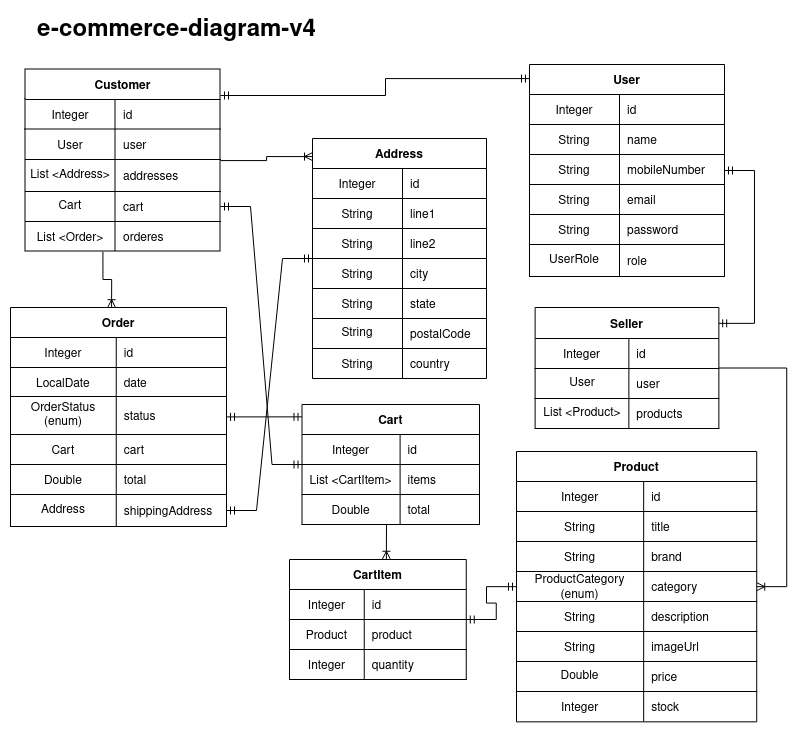 e-commerce-diagram-v4
Customer
Integer id
User user
List <Address> addresses
Cart cart
List <Order> orderes
User
Integer id
String name
String mobileNumber
String email
String password
UserRole role
Address
Integer id
String line1
String line2
String city
String state
String postalCode
String country
Order
Integer id
LocalDate date
OrderStatus
(enum) status
Cart cart
Double total
Address shippingAddress
Seller
Integer id
User user
List <Product> products
Cart
Integer id
List <CartItem> items
Double total
Product
Integer id
String title
String brand
ProductCategory
(enum) category
String description
String imageUrl
Double price
Integer stock
CartItem
Integer id
Product product
Integer quantity